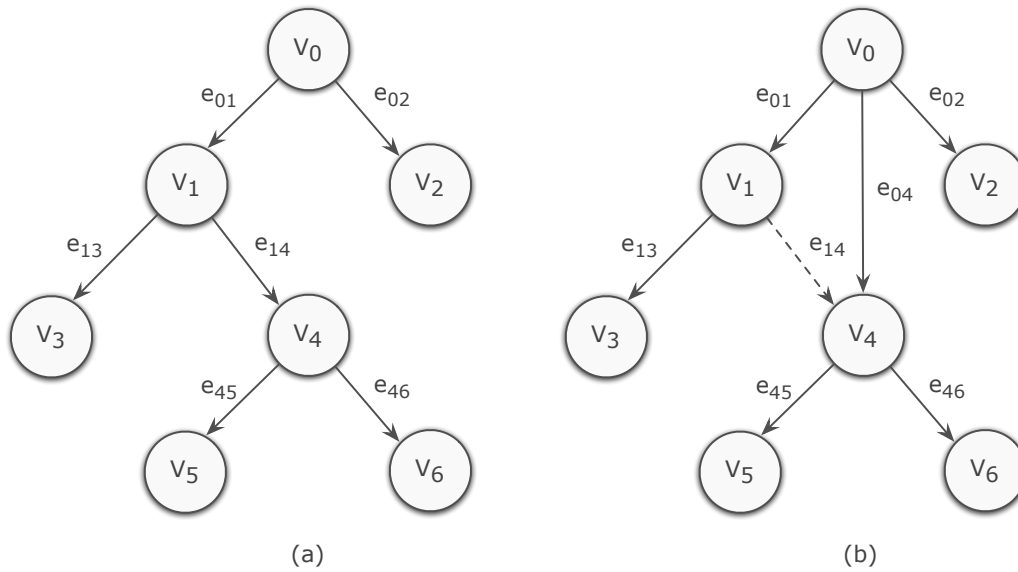 V0 V0
e01 e02 e01 e02
V1 V2 V1 e04 V2
e13 e14 e13 e14
V3 V4 V3 V4
e45 e46 e45 e46
V5 V6 V5 V6
(a) (b)